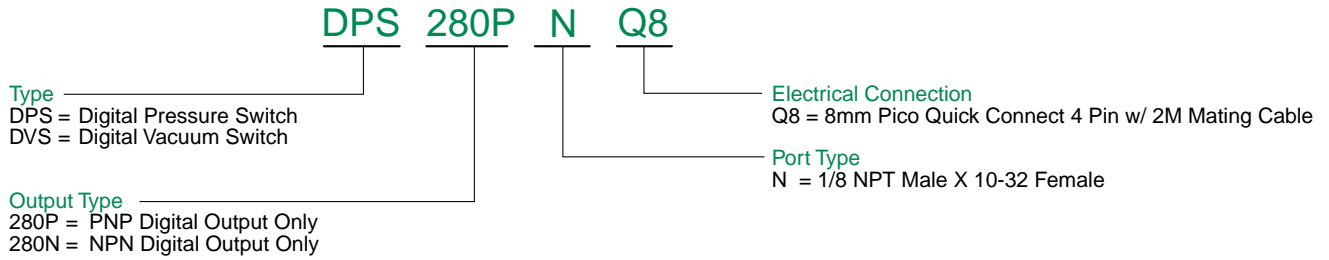 DPS 280P N Q8
Type
DPS = Digital Pressure Switch
DVS = Digital Vacuum Switch
Output Type
280P = PNP Digital Output Only
280N = NPN Digital Output Only
Electrical Connection
Q8 = 8mm Pico Quick Connect 4 Pin w/ 2M Mating Cable
Port Type
N = 1/8 NPT Male X 10-32 Female